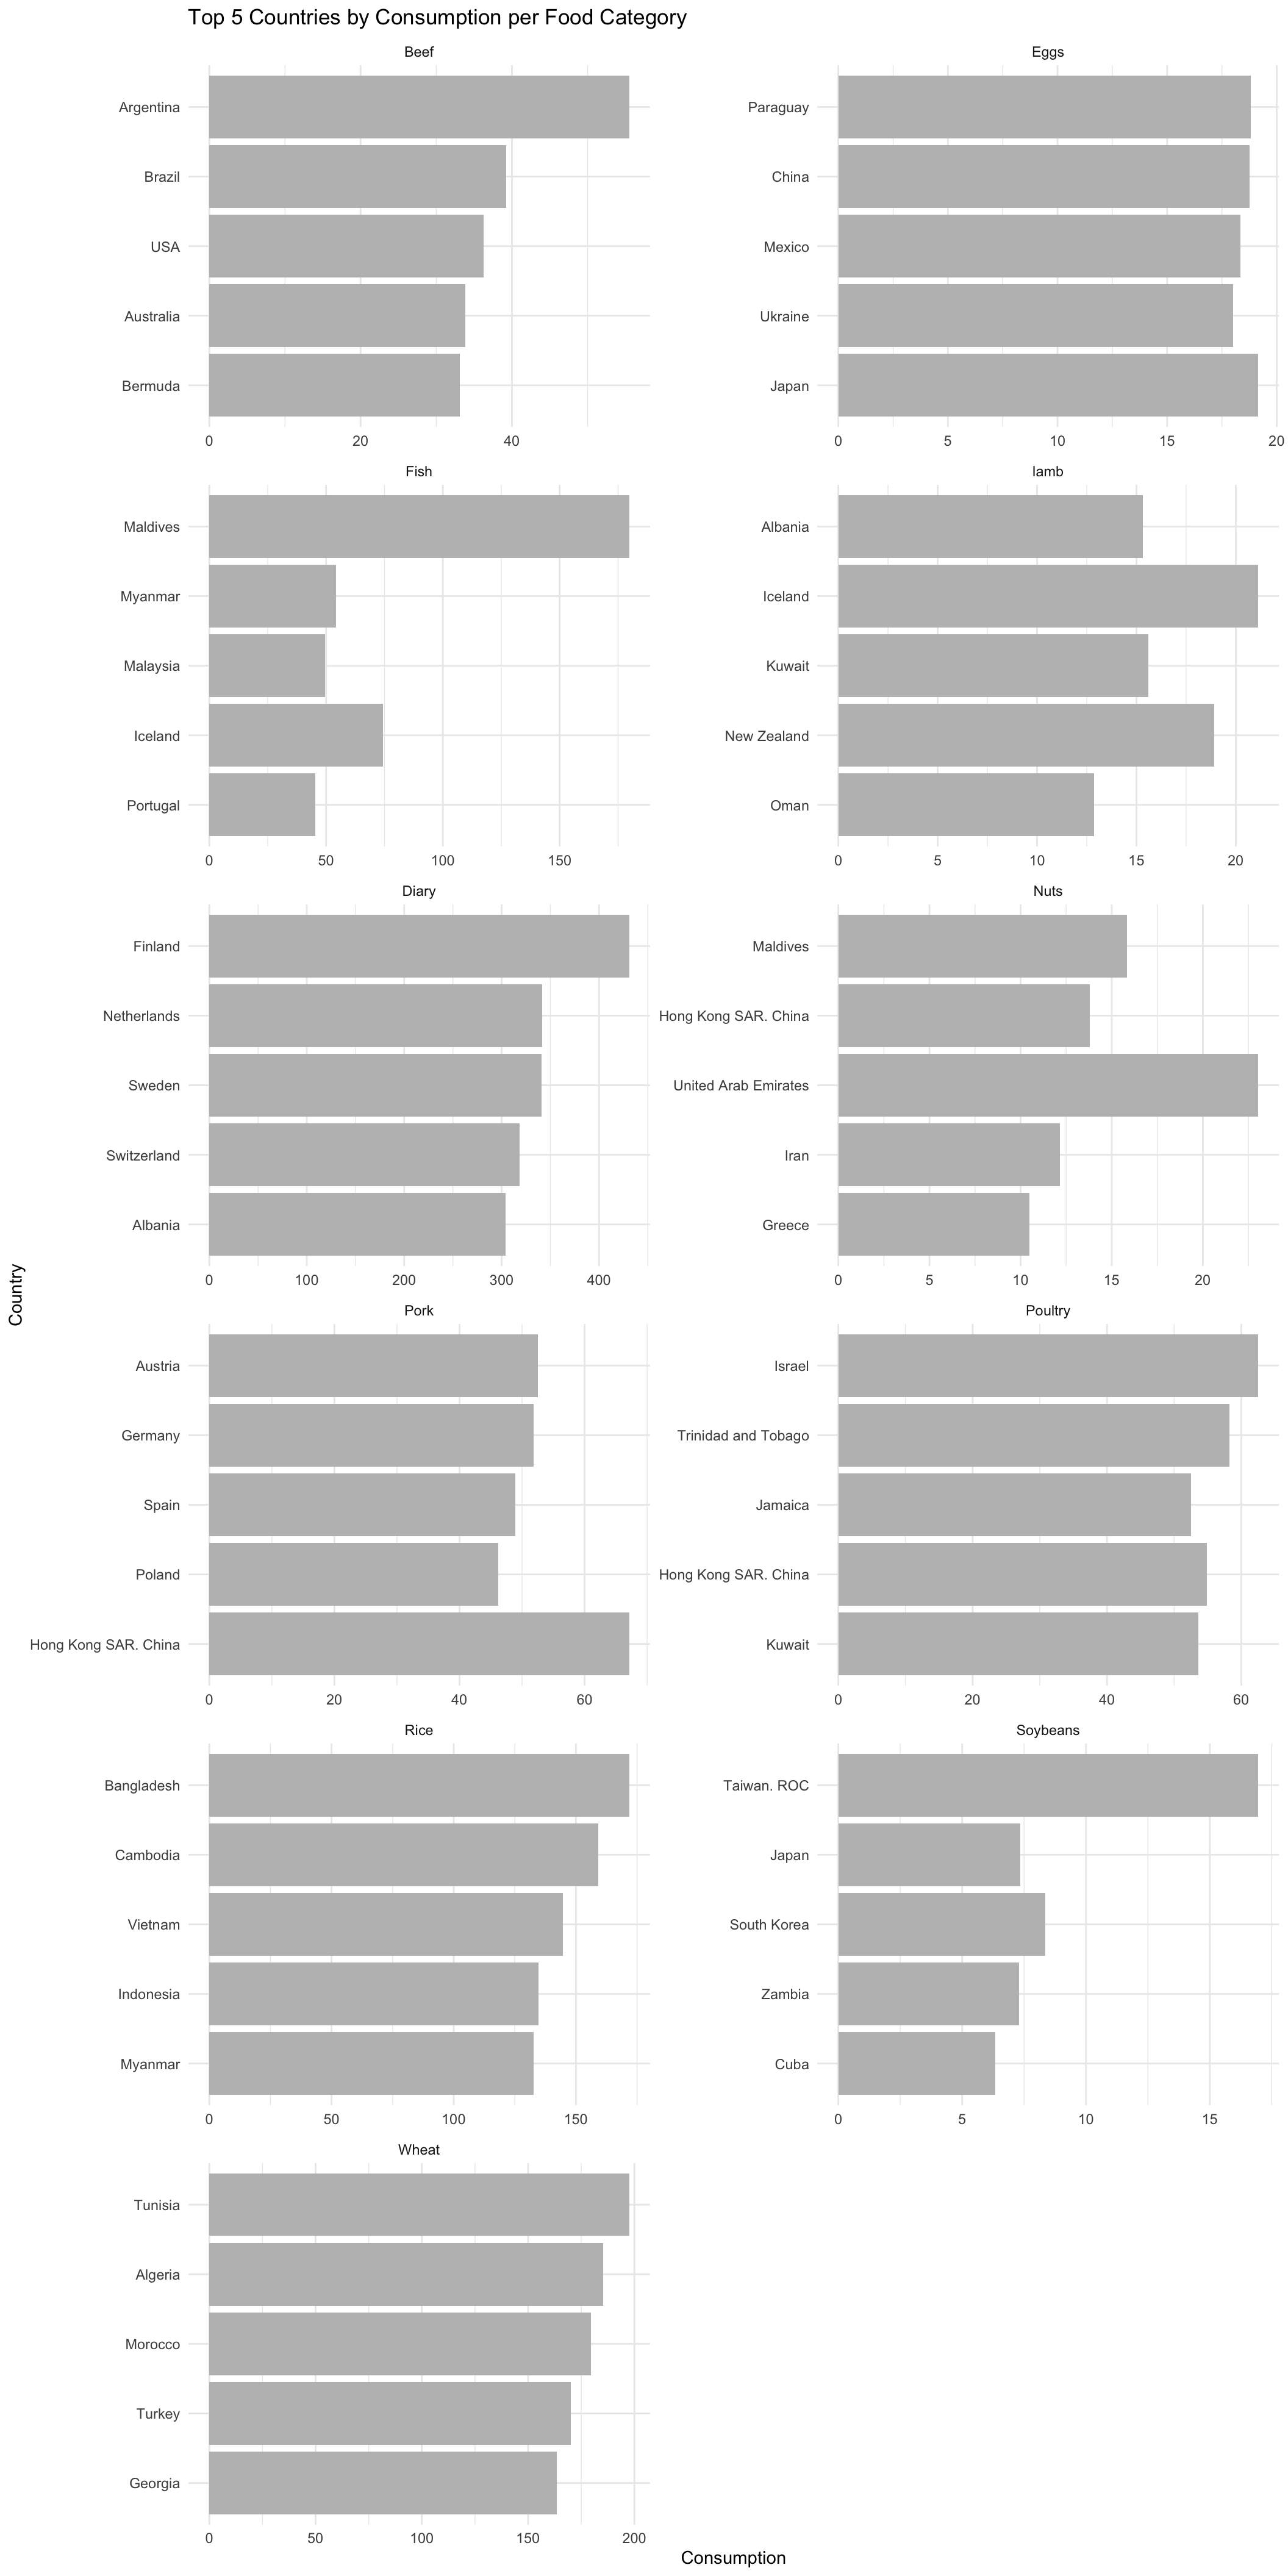 Top 5 Countries by Consumption per Food Category
Beef
Argentina
Brazil
USA
Australia
Bermuda
0 20 40
Eggs
Paraguay
China
Mexico
Ukraine
Japan
0 5 10 15 20
Fish
Maldives
Myanmar
Malaysia
Iceland
Portugal
0 50 100 150
lamb
Albania
Iceland
Kuwait
New Zealand
Oman
0 5 10 15 20
Diary
Finland
Netherlands
Sweden
Switzerland
Albania
0 100 200 300 400
Nuts
Maldives
Hong Kong SAR. China
United Arab Emirates
Iran
Greece
0 5 10 15 20
Pork
Austria
Germany
Spain
Poland
Hong Kong SAR. China
0 20 40 60
Poultry
Israel
Trinidad and Tobago
Jamaica
Hong Kong SAR. China
Kuwait
0 20 40 60
Rice
Bangladesh
Cambodia
Vietnam
Indonesia
Myanmar
0 50 100 150
Soybeans
Taiwan. ROC
Japan
South Korea
Zambia
Cuba
0 5 10 15
Wheat
Tunisia
Algeria
Morocco
Turkey
Georgia
0 50 100 150 200
Country
Consumption